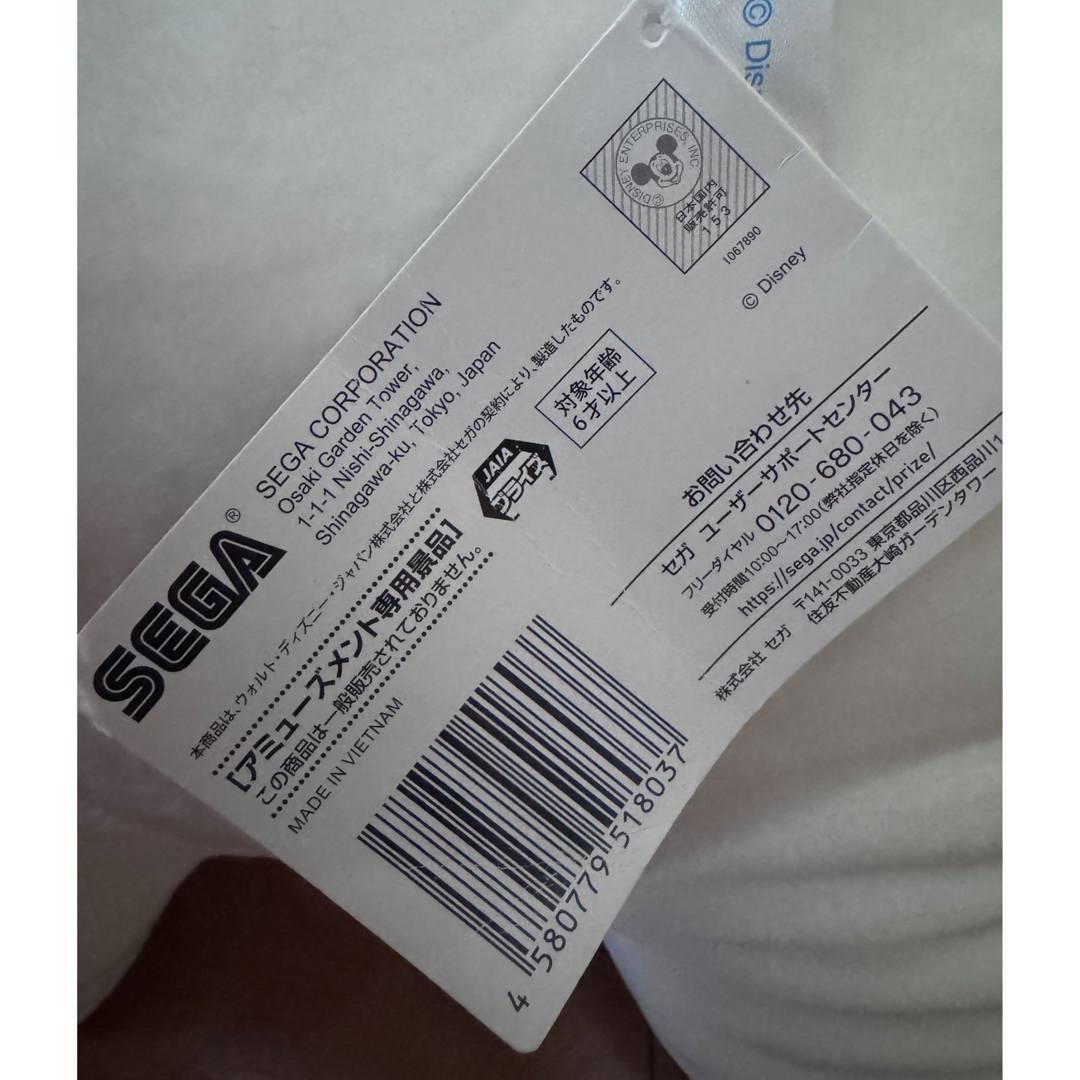 © Dis
© DISNEY ENTERPRISES, INC.
日本国内
販売許可
153
1067890
© Disney
SEGA®
SEGA CORPORATION
Osaki Garden Tower,
1-1-1 Nishi-Shinagawa,
Shinagawa-ku, Tokyo, Japan
本商品は、ウォルト・ディズニー・ジャパン株式会社と株式会社セガの契約により、製造したものです。
【アミューズメント専用景品】
この商品は一般販売されておりません。
MADE IN VIETNAM
JAIA
プライズ
対象年齢
6才以上
お問い合わせ先
セガ ユーザーサポートセンター
フリーダイヤル 0120-680-043
受付時間10:00～17:00(弊社指定休日を除く)
https://sega.jp/contact/prize/
株式会社 セガ 〒141-0033 東京都品川区西品川1
住友不動産大崎ガーデンタワー
4 580779 518037